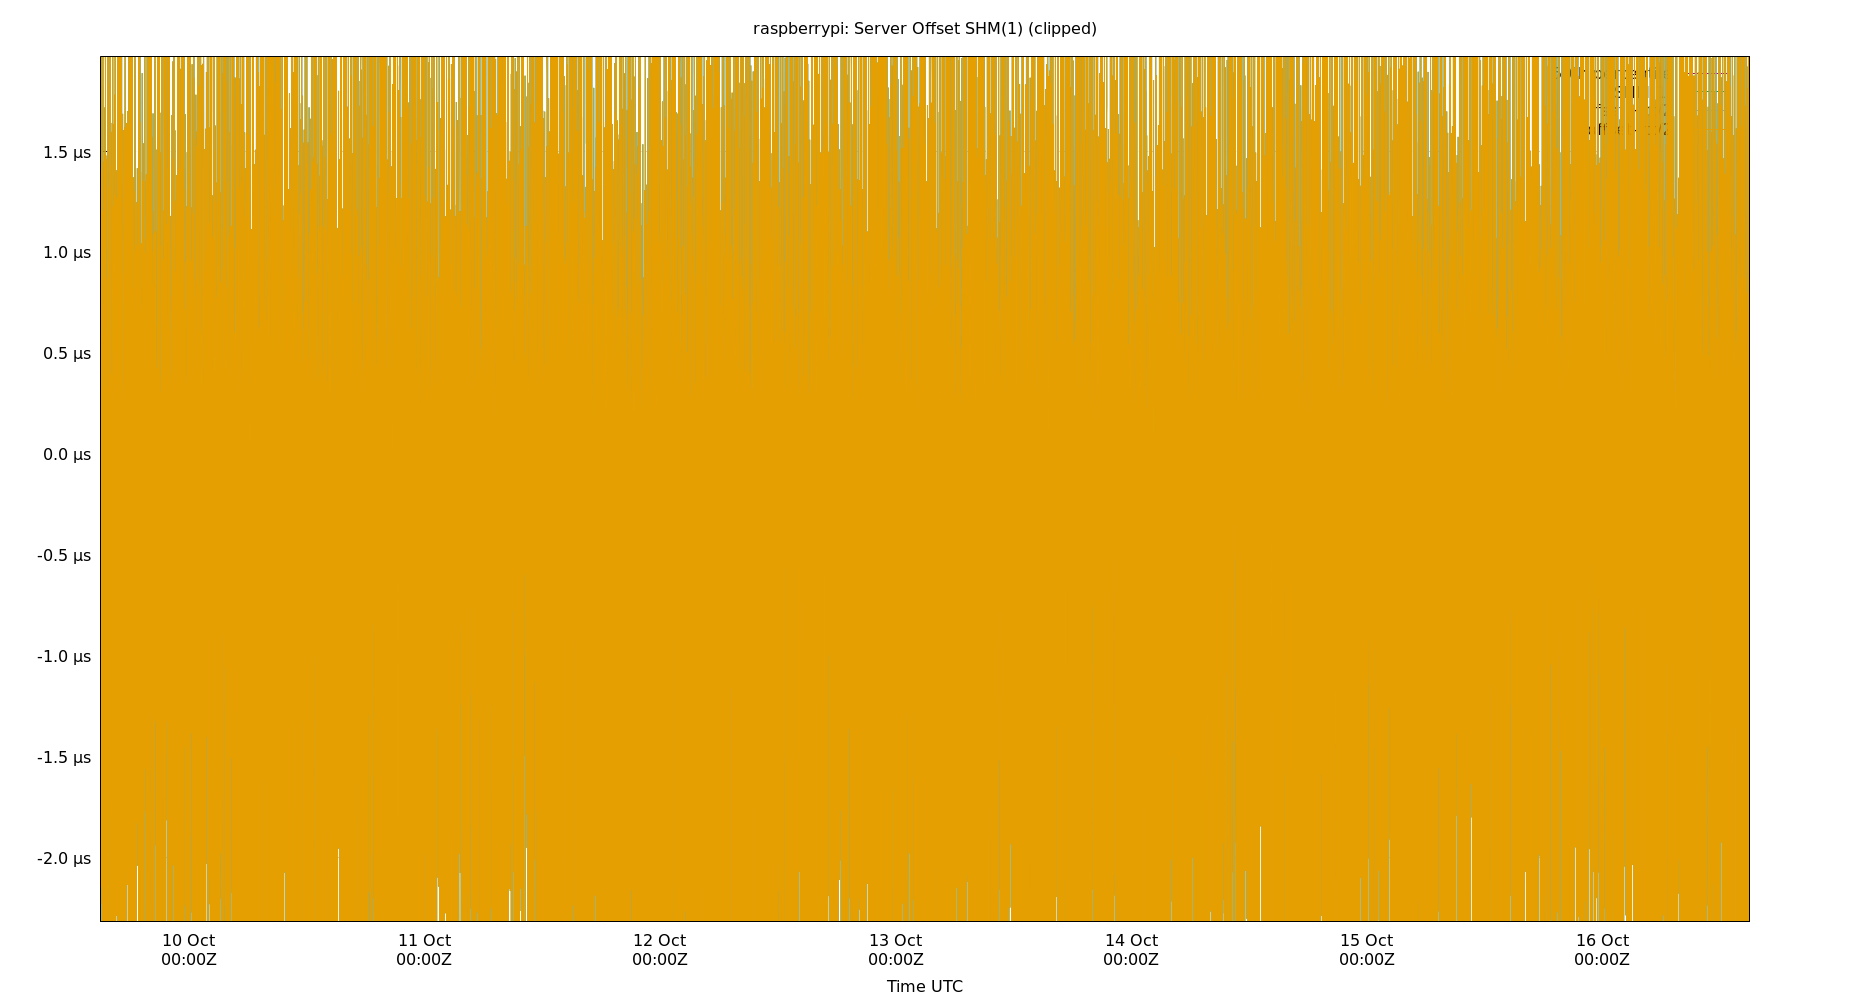 raspberrypi: Server Offset SHM(1) (clipped)
1.5 µs
1.0 µs
0.5 µs
0.0 µs
-0.5 µs
-1.0 µs
-1.5 µs
-2.0 µs
10 Oct 11 Oct 12 Oct 13 Oct 14 Oct 15 Oct 16 Oct
00:00Z 00:00Z 00:00Z 00:00Z 00:00Z 00:00Z 00:00Z
Time UTC